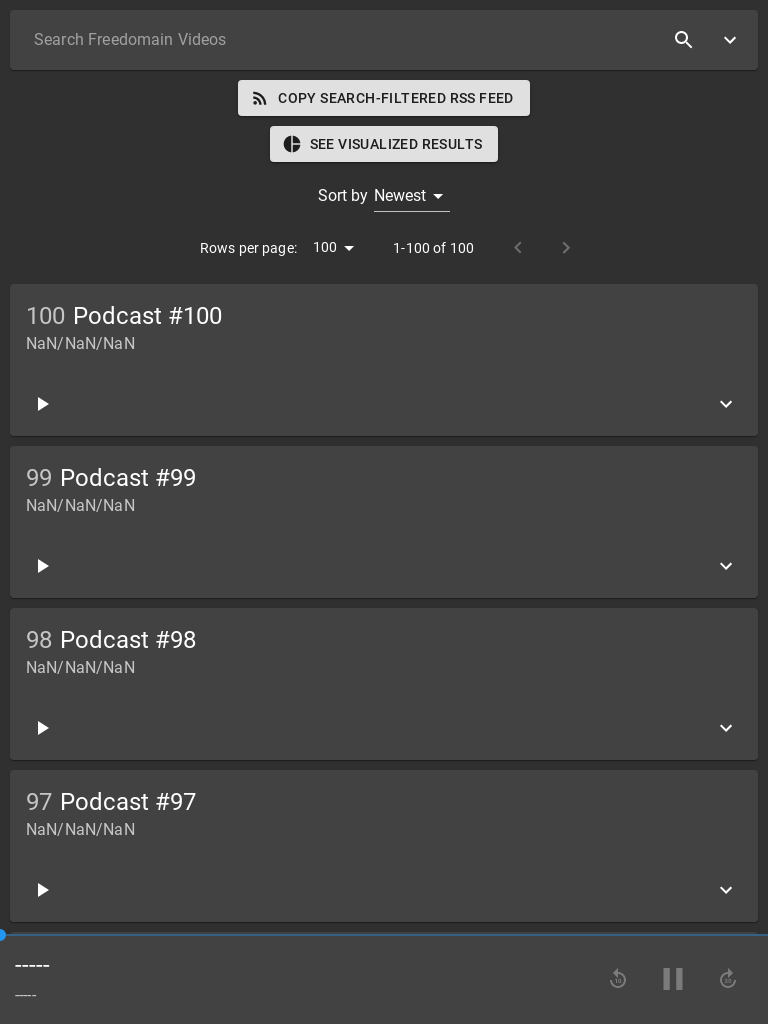 Search Freedomain Videos
COPY SEARCH-FILTERED RSS FEED
SEE VISUALIZED RESULTS
Sort by Newest
Rows per page: 100 1-100 of 100
100 Podcast #100
NaN/NaN/NaN
99 Podcast #99
NaN/NaN/NaN
98 Podcast #98
NaN/NaN/NaN
97 Podcast #97
NaN/NaN/NaN
-----
-----